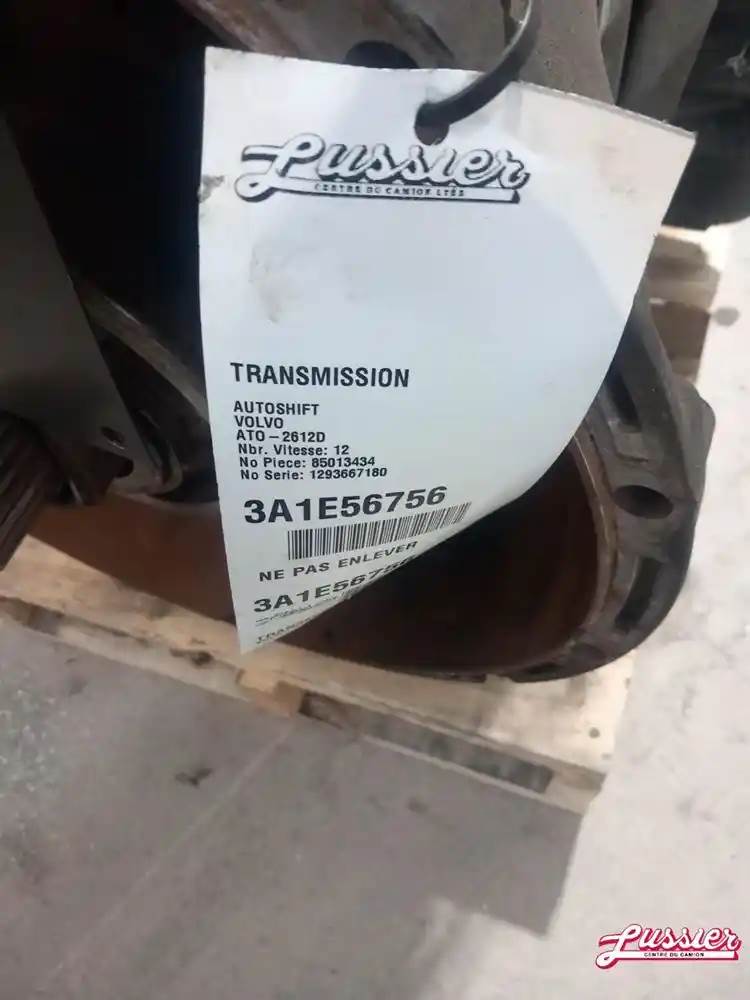 Lussier
CENTRE DU CAMION LTÉE
TRANSMISSION
AUTOSHIFT
VOLVO
ATO-2612D
Nbr. Vitesse: 12
No Piece: 85013434
No Serie: 1293667180
3A1E56756
NE PAS ENLEVER
3A1E56756
Lussier
CENTRE DU CAMION